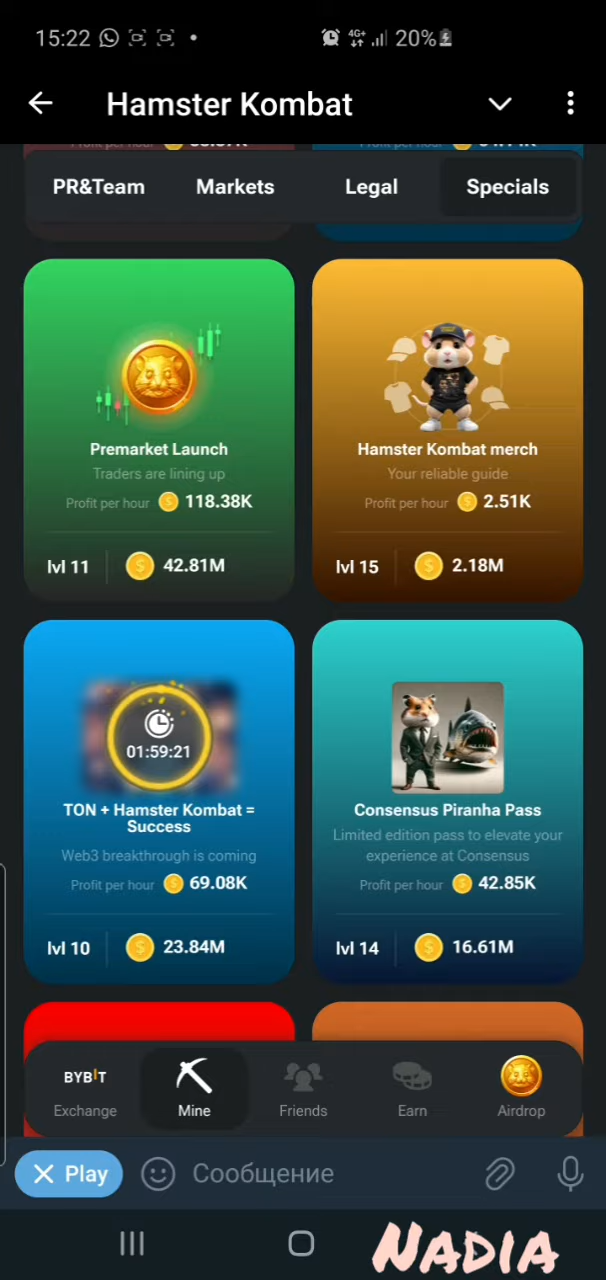 15:22
4G+
20%
Hamster Kombat
Profit per hour
PR&Team
Markets
Legal
Specials
Premarket Launch
Traders are lining up
Profit per hour 118.38K
lvl 11
42.81M
Hamster Kombat merch
Your reliable guide
Profit per hour 2.51K
lvl 15
2.18M
01:59:21
TON + Hamster Kombat =
Success
Web3 breakthrough is coming
Profit per hour 69.08K
lvl 10
23.84M
Consensus Piranha Pass
Limited edition pass to elevate your
experience at Consensus
Profit per hour 42.85K
lvl 14
16.61M
BYBIT
Exchange
Mine
Friends
Earn
Airdrop
Play
Сообщение
NADIA